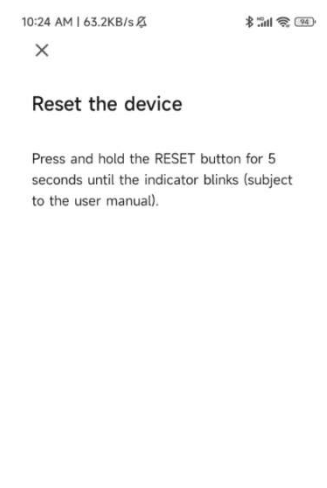 10:24 AM | 63.2KB/s
94
Reset the device
Press and hold the RESET button for 5
seconds until the indicator blinks (subject
to the user manual).